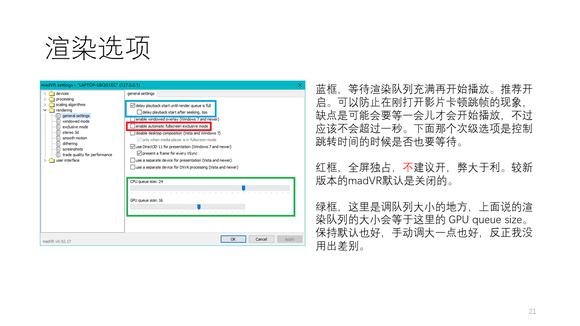 渲染选项
madVR settings - "LAPTOP-
(127.0.0.1)
devices
processing
scaling algorithms
rendering
general settings
windowed mode
exclusive mode
stereo 3d
smooth motion
dithering
screenshots
trade quality for performance
user interface
general settings
delay playback start until render queue is full
delay playback start after seeking, too
enable windowed overlay (Windows 7 and newer)
enable automatic fullscreen exclusive mode
disable desktop composition (Vista and newer)
use Direct3D 11 for presentation (Windows 7 and newer)
present a frame for every VSync
use a separate device for presentation (Vista and newer)
use a separate device for DXVA processing (Vista and newer)
CPU queue size: 24
GPU queue size: 16
madVR v0.92.17
OK
Cancel
Apply
蓝框，等待渲染队列充满再开始播放。推荐开
启。可以防止在刚打开影片卡顿跳帧的现象，
缺点是可能会要等一会儿才会开始播放，不过
应该不会超过一秒。下面那个次级选项是控制
跳转时间的时候是否也要等待。
红框，全屏独占，不建议开，弊大于利。较新
版本的madVR默认是关闭的。
绿框，这里是调队列大小的地方，上面说的渲
染队列的大小会等于这里的 GPU queue size。
保持默认也好，手动调大一点也好，反正我没
用出差别。
21